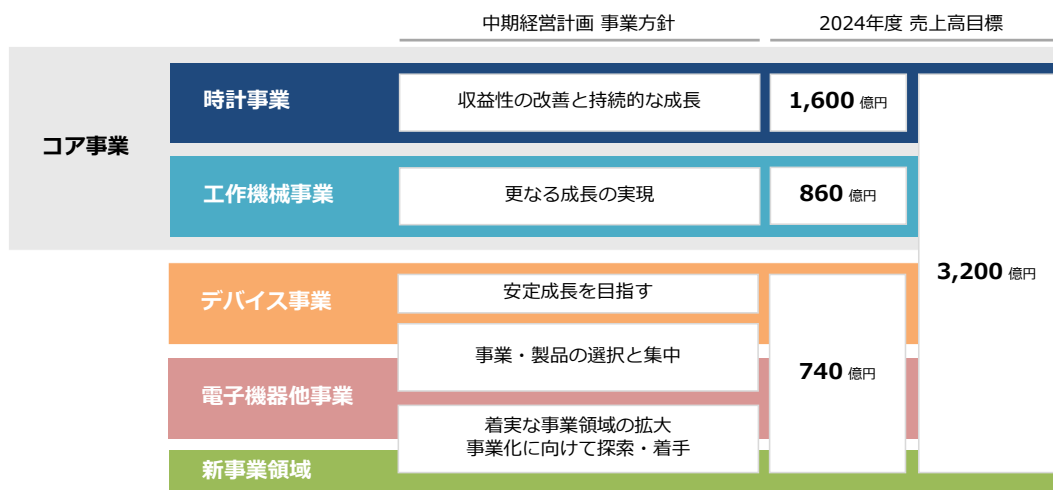 中期経営計画 事業方針
2024年度 売上高目標
コア事業
時計事業
収益性の改善と持続的な成長
1,600 億円
工作機械事業
更なる成長の実現
860 億円
3,200 億円
デバイス事業
安定成長を目指す
事業・製品の選択と集中
740 億円
電子機器他事業
着実な事業領域の拡大
事業化に向けて探索・着手
新事業領域